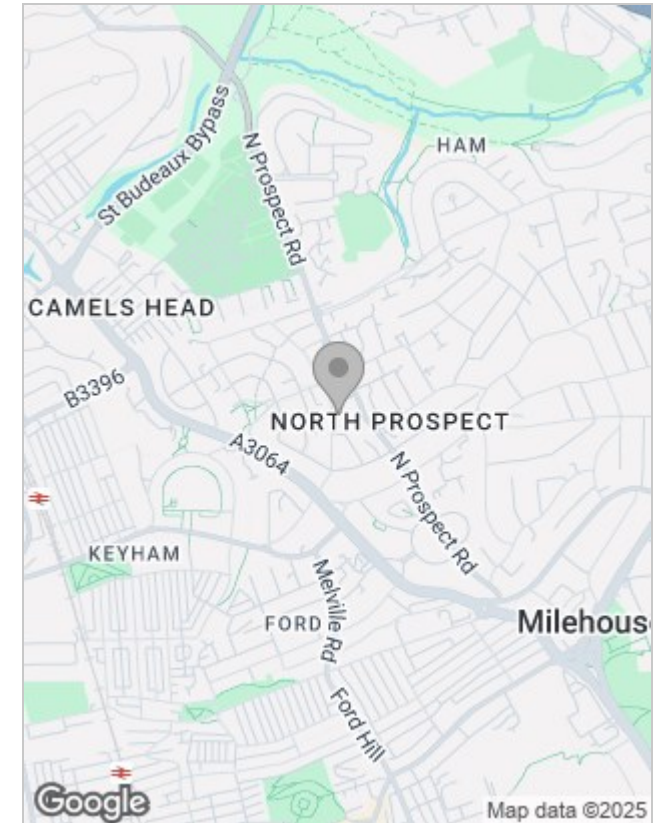 St Budeaux Bypass
N Prospect Rd
HAM
CAMELS HEAD
B3396
NORTH PROSPECT
A3064
N Prospect Rd
KEYHAM
Melville Rd
FORD
Milehous
Ford Hill
Google
Map data ©2025